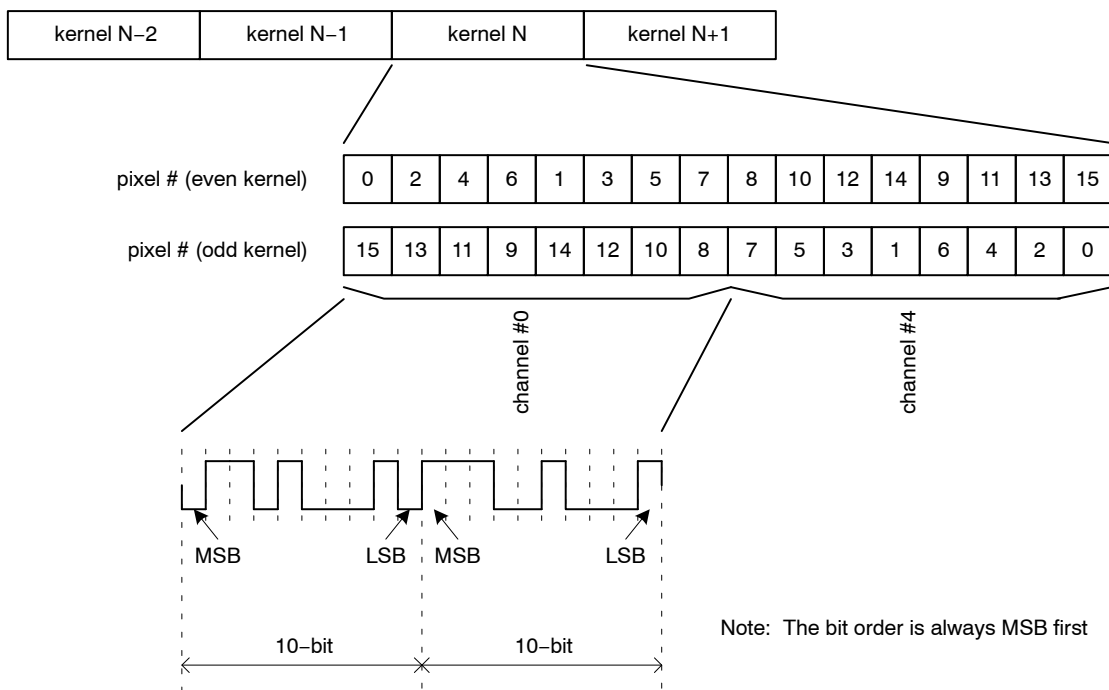 kernel N−2 kernel N−1 kernel N kernel N+1
pixel # (even kernel) 0 2 4 6 1 3 5 7 8 10 12 14 9 11 13 15
pixel # (odd kernel) 15 13 11 9 14 12 10 8 7 5 3 1 6 4 2 0
channel #0
channel #4
MSB LSB MSB LSB
Note: The bit order is always MSB first
10−bit 10−bit